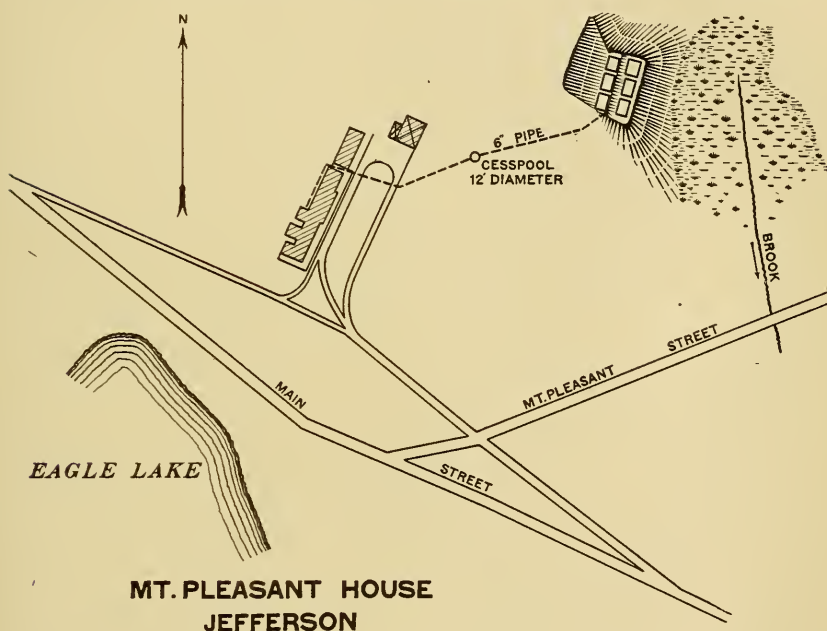 N
6" PIPE
CESSPOOL
12' DIAMETER
BROOK
MT. PLEASANT STREET
MAIN STREET
EAGLE LAKE
MT. PLEASANT HOUSE
JEFFERSON